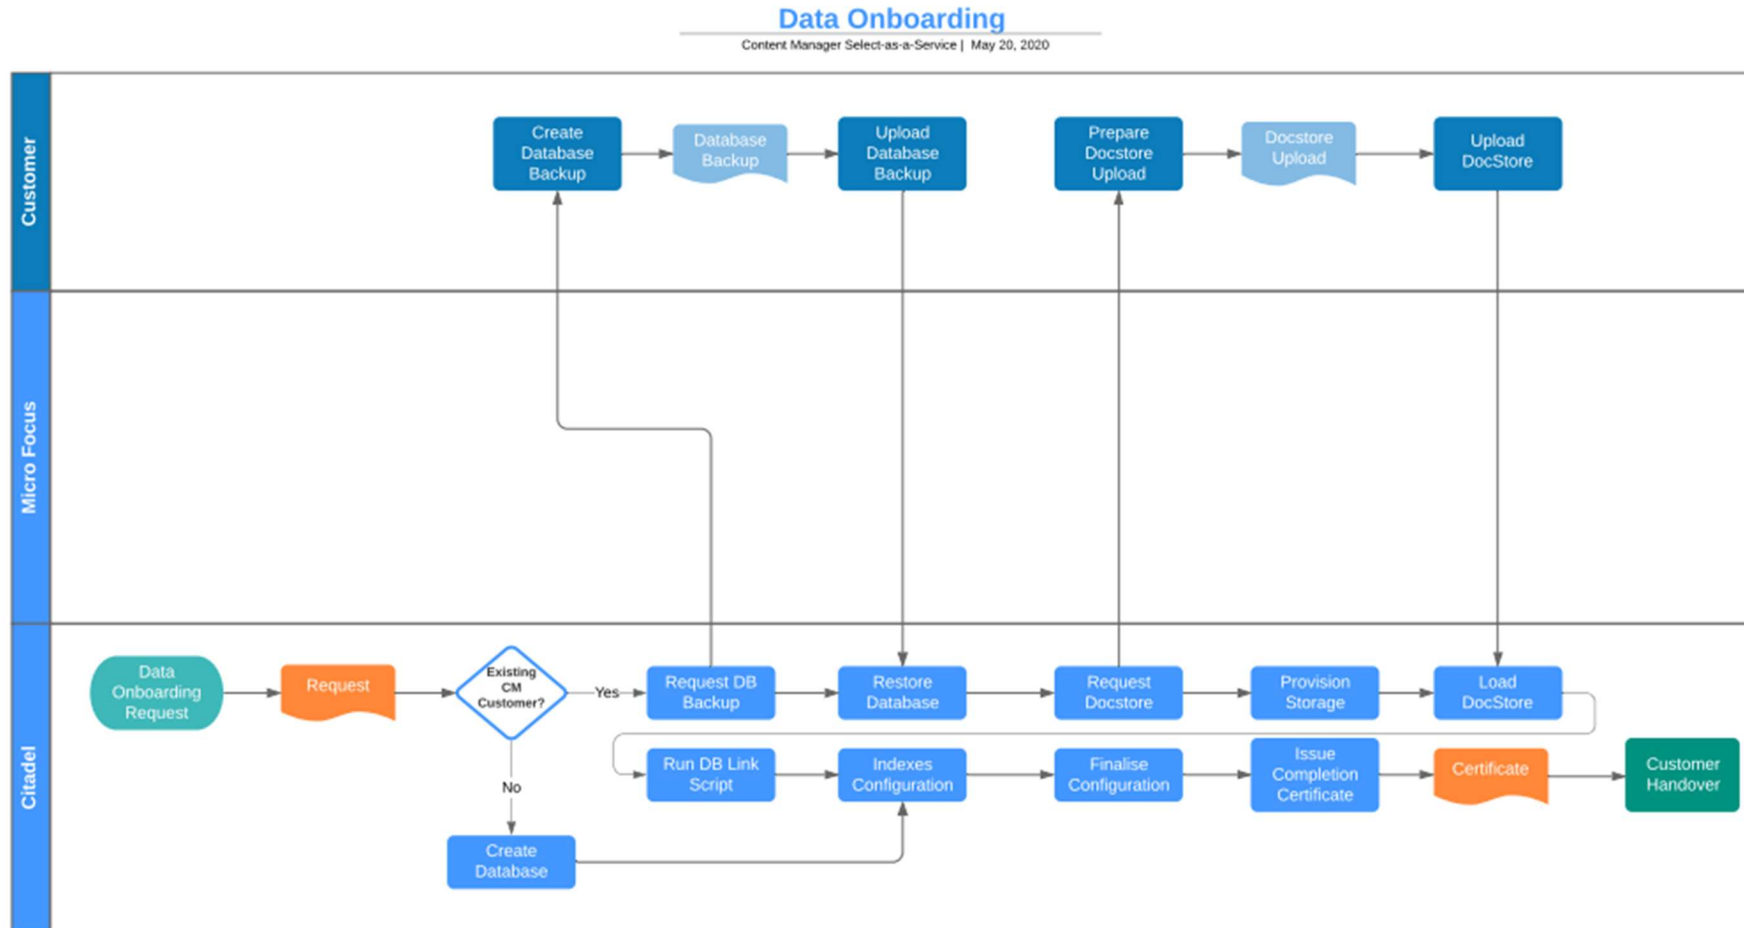 Data Onboarding
Content Manager Select-as-a-Service | May 20, 2020
Customer
Create
Database
Backup
Database
Backup
Upload
Database
Backup
Prepare
Docstore
Upload
Docstore
Upload
Upload
DocStore
Micro Focus
Citadel
Data
Onboarding
Request
Request
Existing
CM
Customer?
Yes
Request DB
Backup
Restore
Database
Request
Docstore
Provision
Storage
Load
DocStore
Run DB Link
Script
Indexes
Configuration
Finalise
Configuration
Issue
Completion
Certificate
Certificate
Customer
Handover
No
Create
Database